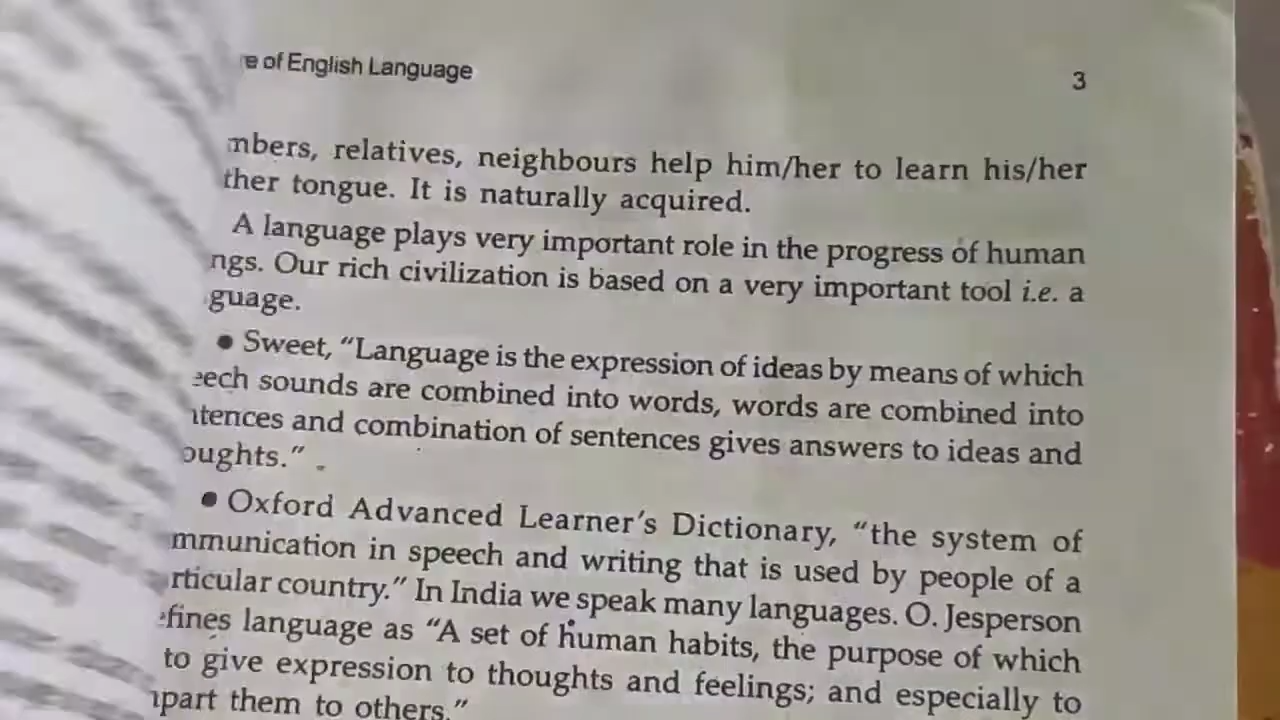 e of English Language
3
mbers, relatives, neighbours help him/her to learn his/her
ther tongue. It is naturally acquired.
A language plays very important role in the progress of human
ngs. Our rich civilization is based on a very important tool i.e. a
guage.
• Sweet, “Language is the expression of ideas by means of which
eech sounds are combined into words, words are combined into
ntences and combination of sentences gives answers to ideas and
oughts.”
• Oxford Advanced Learner’s Dictionary, “the system of
mmunication in speech and writing that is used by people of a
rticular country.” In India we speak many languages. O. Jesperson
efines language as “A set of human habits, the purpose of which
to give expression to thoughts and feelings; and especially to
npart them to others.”